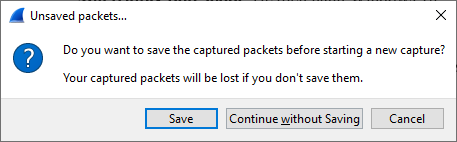 Unsaved packets...
Do you want to save the captured packets before starting a new capture?
Your captured packets will be lost if you don't save them.
Save
Continue without Saving
Cancel